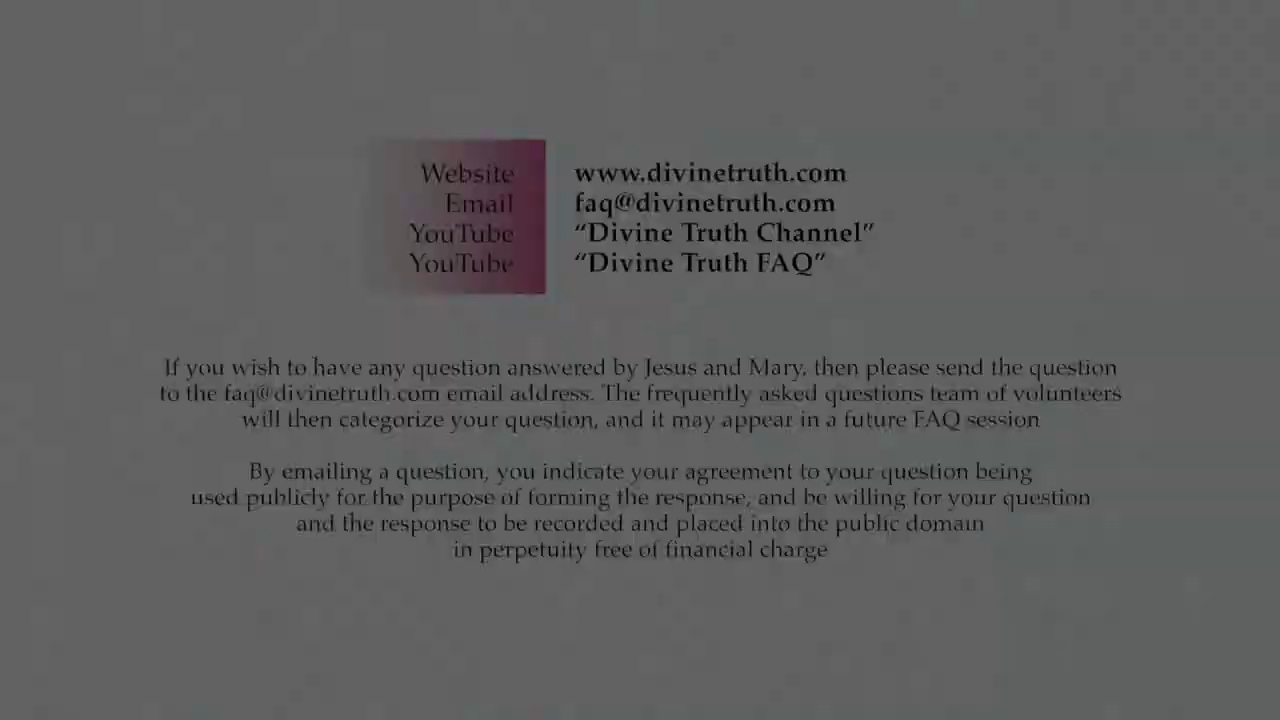 Website www.divinetruth.com
Email faq@divinetruth.com
YouTube “Divine Truth Channel”
YouTube “Divine Truth FAQ”
If you wish to have any question answered by Jesus and Mary, then please send the question
to the faq@divinetruth.com email address. The frequently asked questions team of volunteers
will then categorize your question, and it may appear in a future FAQ session
By emailing a question, you indicate your agreement to your question being
used publicly for the purpose of forming the response, and be willing for your question
and the response to be recorded and placed into the public domain
in perpetuity free of financial charge